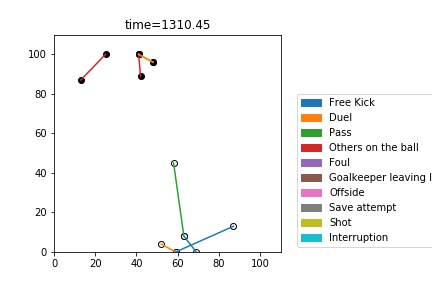 time=1310.45
100
80
60
40
20
0
0 20 40 60 80 100
Free Kick
Duel
Pass
Others on the ball
Foul
Goalkeeper leaving l
Offside
Save attempt
Shot
Interruption